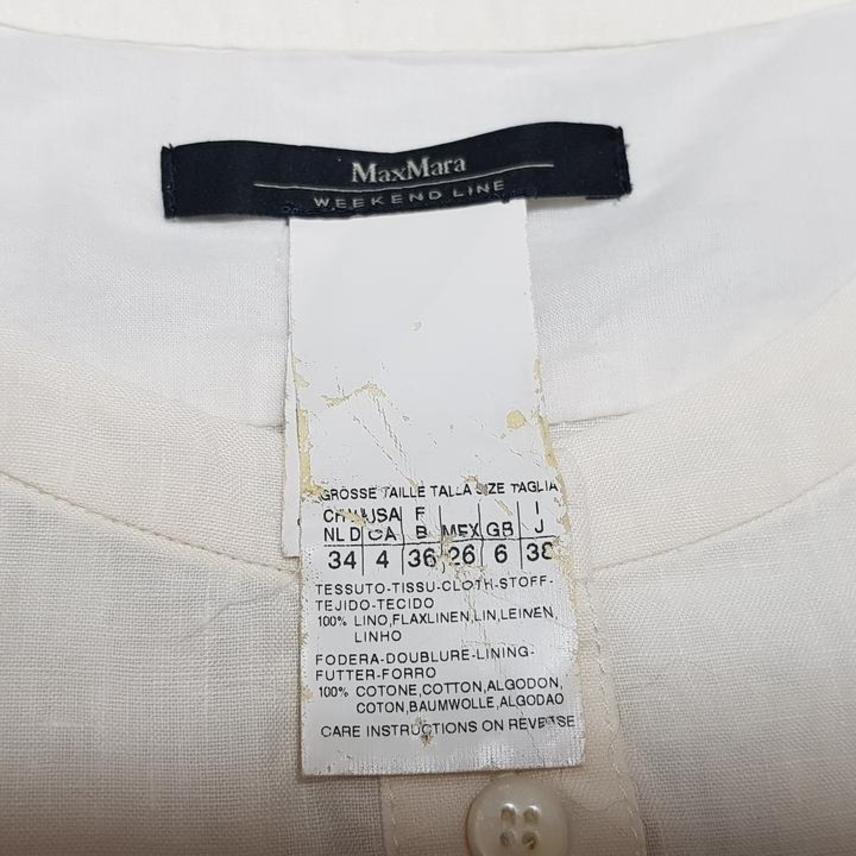 MaxMara
WEEKEND LINE
GROSSE TAILLE TALLA SIZE TAGLIA
USA F I
NL D CA B MEX GB J
34 4 36 26 6 38
TESSUTO-TISSU-CLOTH-STOFF-
TEJIDO-TECIDO
100% LINO,FLAXLINEN,LIN,LEINEN,
LINHO
FODERA-DOUBLURE-LINING-
FUTTER-FORRO
100% COTONE,COTTON,ALGODON,
COTON,BAUMWOLLE,ALGODAO
CARE INSTRUCTIONS ON REVERSE